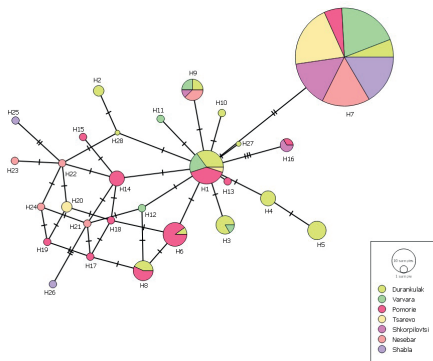 H9
H7
H2
H25
H11
H10
H15
H28
H27
H16
H23
H22
H14
H1
H13
H24
H20
H12
H4
H21
H18
H3
H5
H19
H6
H17
H8
H26
Durankulak
Varvara
Pomorie
Tsarevo
Shkorpilovtsi
Nesebar
Shabla